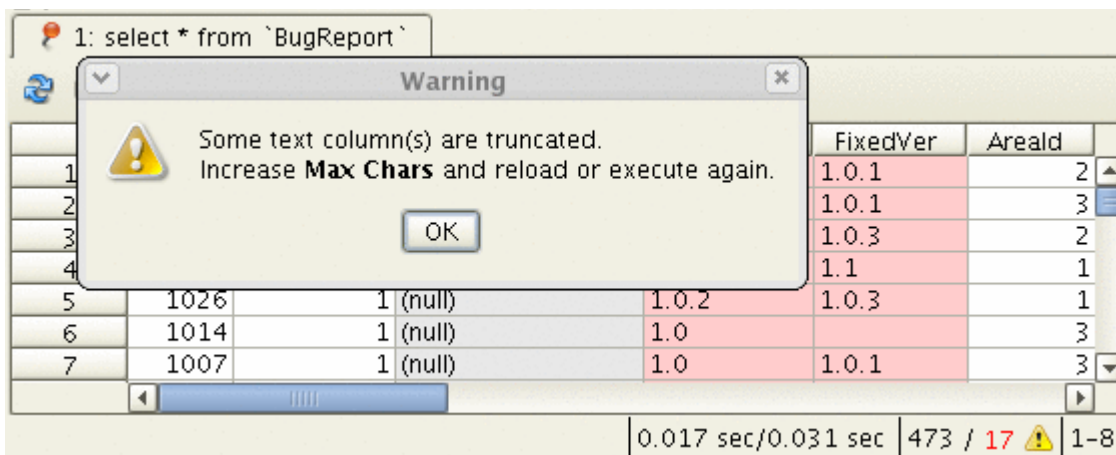 1: select * from `BugReport`
Warning
Some text column(s) are truncated.
Increase Max Chars and reload or execute again.
OK
FixedVer AreaId
1 1.0.1 2
2 1.0.1 3
3 1.0.3 2
4 1.1 1
5 1026 1 (null) 1.0.2 1.0.3 1
6 1014 1 (null) 1.0 3
7 1007 1 (null) 1.0 1.0.1 3
0.017 sec/0.031 sec 473 / 17 1-8